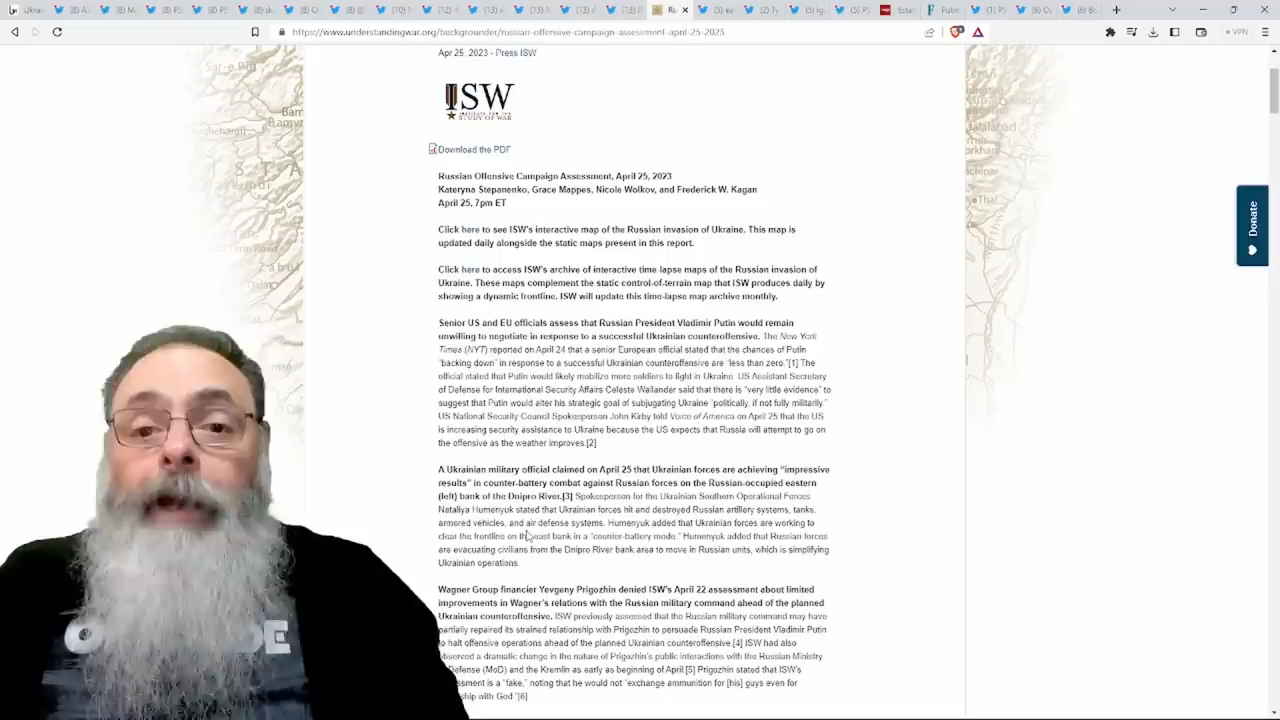 https://www.understandingwar.org/backgrounder/russian-offensive-campaign-assessment-april-25-2023
VPN
Apr 25, 2023 - Press ISW
ISW
INSTITUTE FOR THE
STUDY OF WAR
Download the PDF
Russian Offensive Campaign Assessment, April 25, 2023
Kateryna Stepanenko, Grace Mappes, Nicole Wolkov, and Frederick W. Kagan
April 25, 7pm ET
Click here to see ISW's interactive map of the Russian invasion of Ukraine. This map is
updated daily alongside the static maps present in this report.
Click here to access ISW's archive of interactive time lapse maps of the Russian invasion of
Ukraine. These maps complement the static control-of-terrain map that ISW produces daily by
showing a dynamic frontline. ISW will update this time-lapse map archive monthly.
Senior US and EU officials assess that Russian President Vladimir Putin would remain
unwilling to negotiate in response to a successful Ukrainian counteroffensive. The New York
Times (NYT) reported on April 24 that a senior European official stated that the chances of Putin
"backing down" in response to a successful Ukrainian counteroffensive are "less than zero."[1] The
official stated that Putin would likely mobilize more soldiers to fight in Ukraine. US Assistant Secretary
of Defense for International Security Affairs Celeste Wallander said that there is "very little evidence" to
suggest that Putin would alter his strategic goal of subjugating Ukraine "politically, if not fully militarily."
US National Security Council Spokesperson John Kirby told Voice of America on April 25 that the US
is increasing security assistance to Ukraine because the US expects that Russia will attempt to go on
the offensive as the weather improves.[2]
A Ukrainian military official claimed on April 25 that Ukrainian forces are achieving "impressive
results" in counter-battery combat against Russian forces on the Russian-occupied eastern
(left) bank of the Dnipro River.[3] Spokesperson for the Ukrainian Southern Operational Forces
Nataliya Humenyuk stated that Ukrainian forces hit and destroyed Russian artillery systems, tanks,
armored vehicles, and air defense systems. Humenyuk added that Ukrainian forces are working to
clear the frontline on the east bank in a "counter-battery mode." Humenyuk added that Russian forces
are evacuating civilians from the Dnipro River bank area to move in Russian units, which is simplifying
Ukrainian operations.
Wagner Group financier Yevgeny Prigozhin denied ISW's April 22 assessment about limited
improvements in Wagner's relations with the Russian military command ahead of the planned
Ukrainian counteroffensive. ISW previously assessed that the Russian military command may have
partially repaired its strained relationship with Prigozhin to persuade Russian President Vladimir Putin
to halt offensive operations ahead of the planned Ukrainian counteroffensive.[4] ISW had also
observed a dramatic change in the nature of Prigozhin's public interactions with the Russian Ministry
Defense (MoD) and the Kremlin as early as beginning of April.[5] Prigozhin stated that ISW's
essment is a "fake," noting that he would not "exchange ammunition for [his] guys even for
ship with God."[6]
Donate